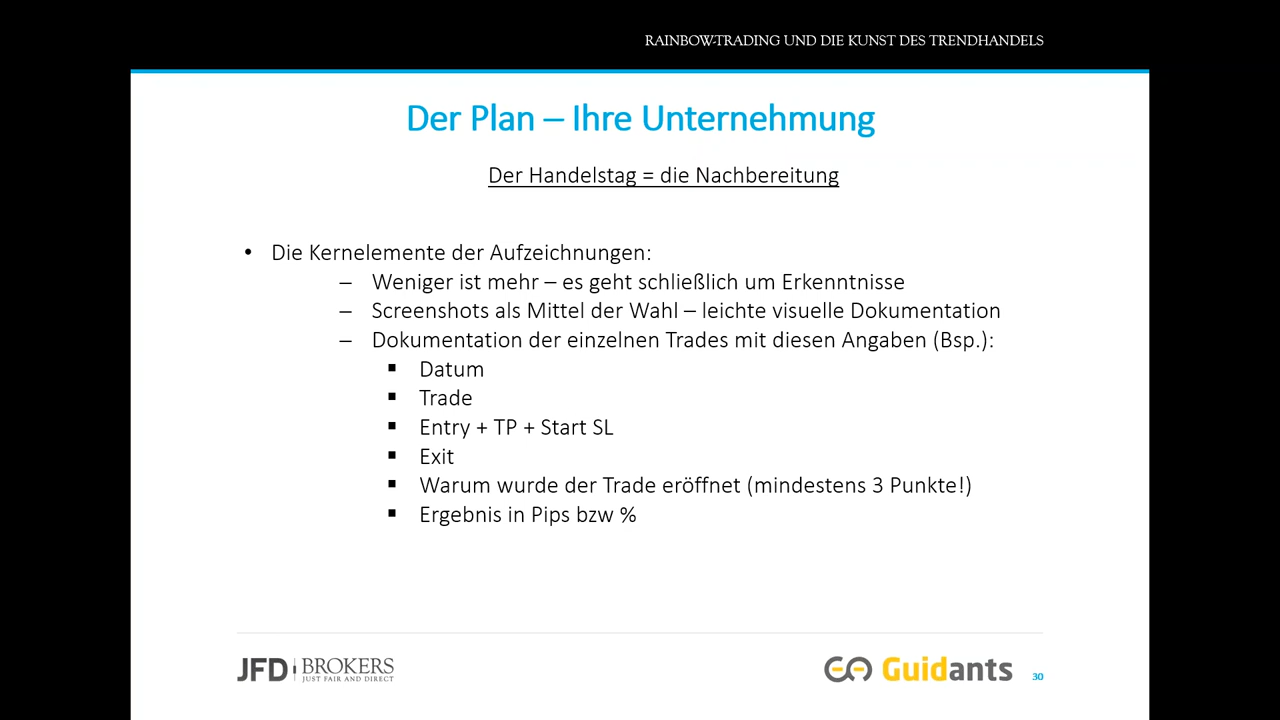 RAINBOW-TRADING UND DIE KUNST DES TRENDHANDELS
Der Plan – Ihre Unternehmung
Der Handelstag = die Nachbereitung
• Die Kernelemente der Aufzeichnungen:
– Weniger ist mehr – es geht schließlich um Erkenntnisse
– Screenshots als Mittel der Wahl – leichte visuelle Dokumentation
– Dokumentation der einzelnen Trades mit diesen Angaben (Bsp.):
▪ Datum
▪ Trade
▪ Entry + TP + Start SL
▪ Exit
▪ Warum wurde der Trade eröffnet (mindestens 3 Punkte!)
▪ Ergebnis in Pips bzw %
JFD BROKERS
JUST FAIR AND DIRECT
Guidants
30